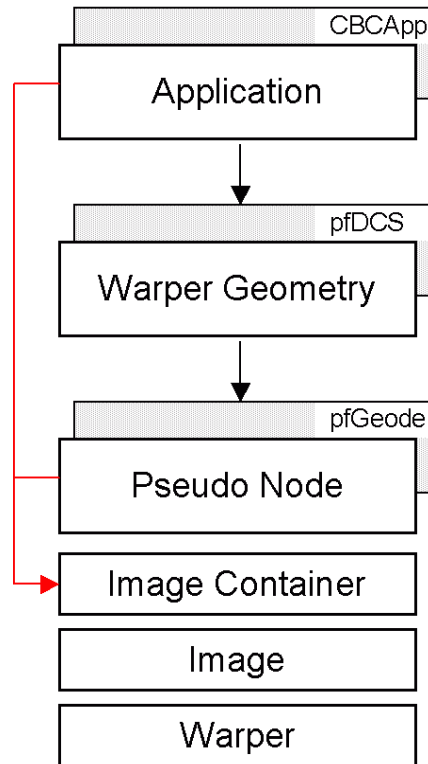 CBCApp
Application
pfDCS
Warper Geometry
pfGeode
Pseudo Node
Image Container
Image
Warper